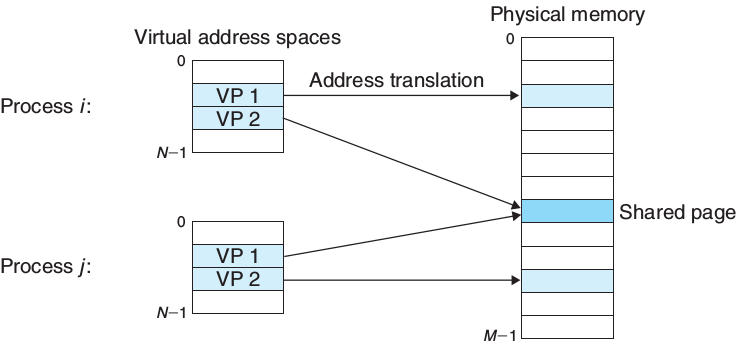 Physical memory
Virtual address spaces
0
0
Address translation
Process i:
VP 1
VP 2
N−1
Shared page
0
Process j:
VP 1
VP 2
N−1
M−1